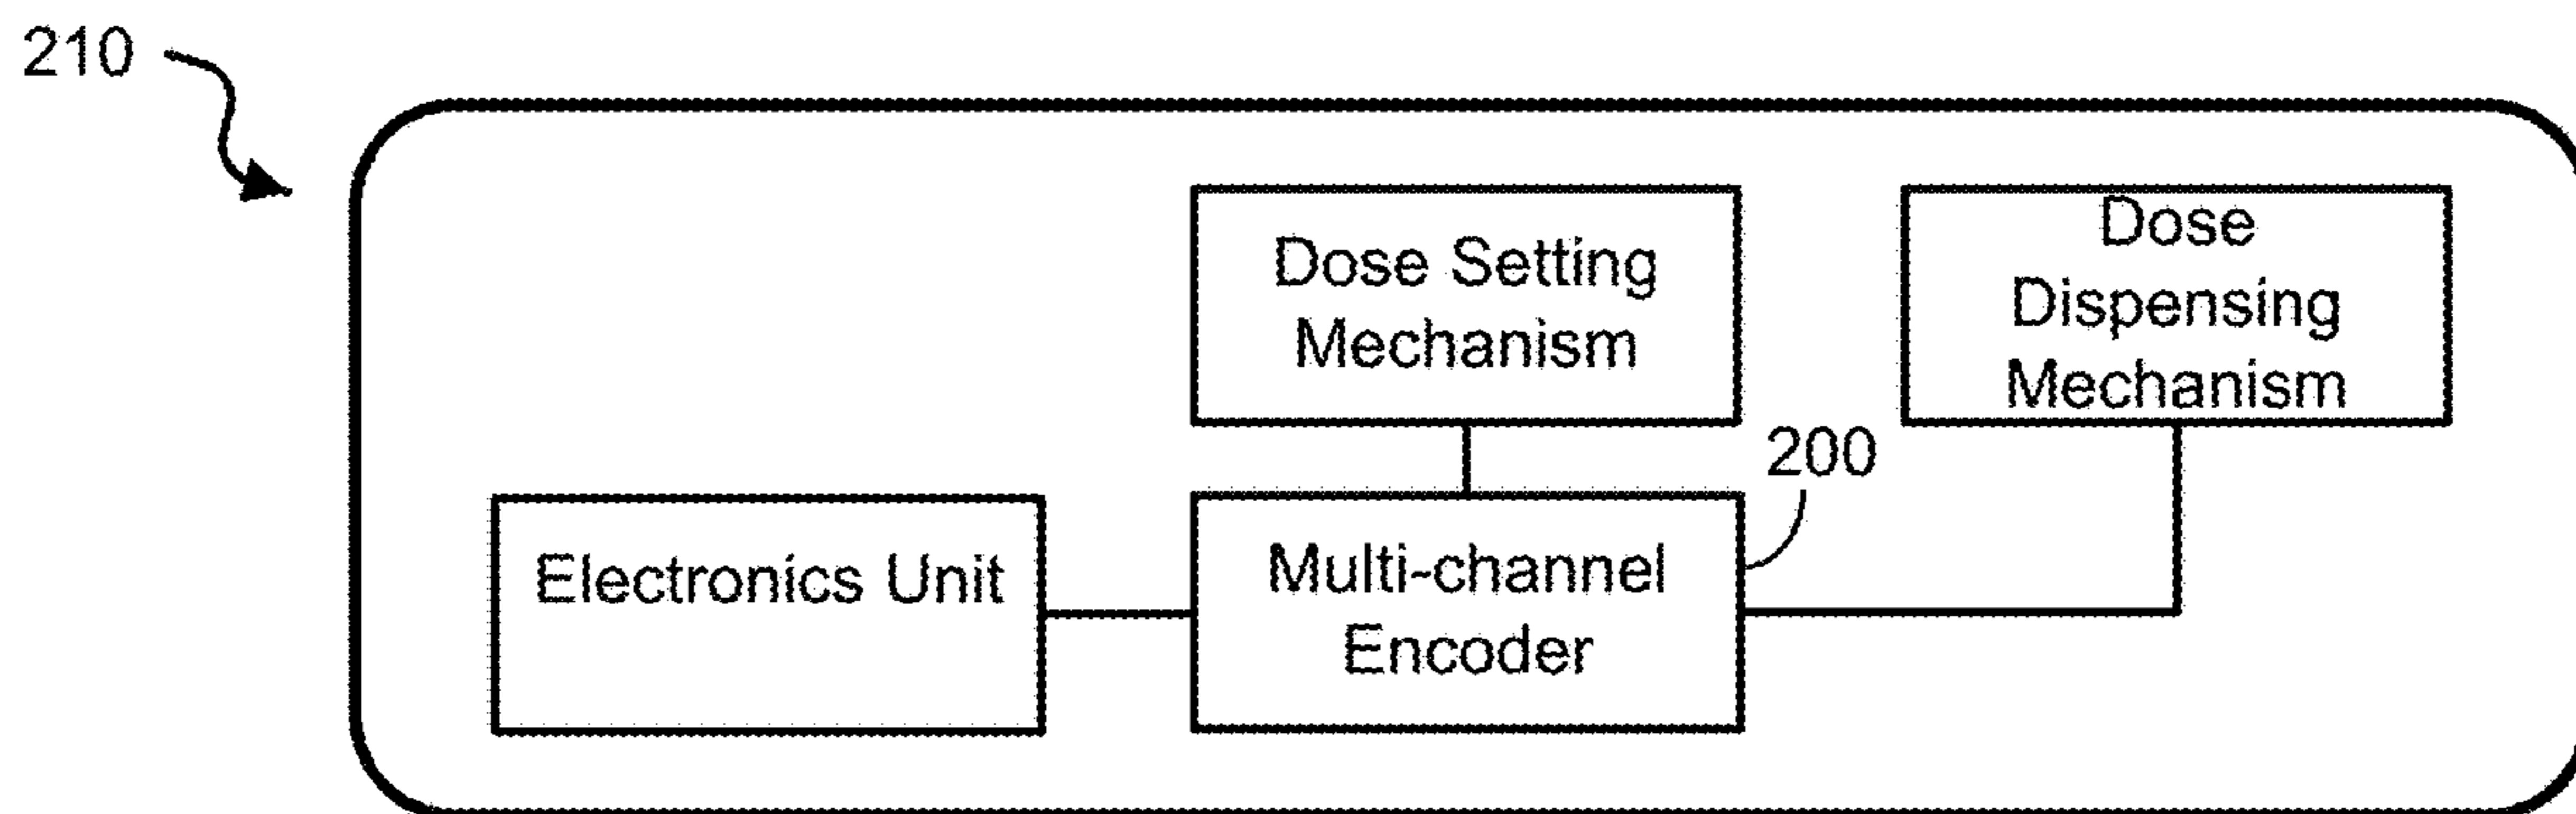 210
Dose Setting
Mechanism
Dose
Dispensing
Mechanism
200
Electronics Unit
Multi-channel
Encoder